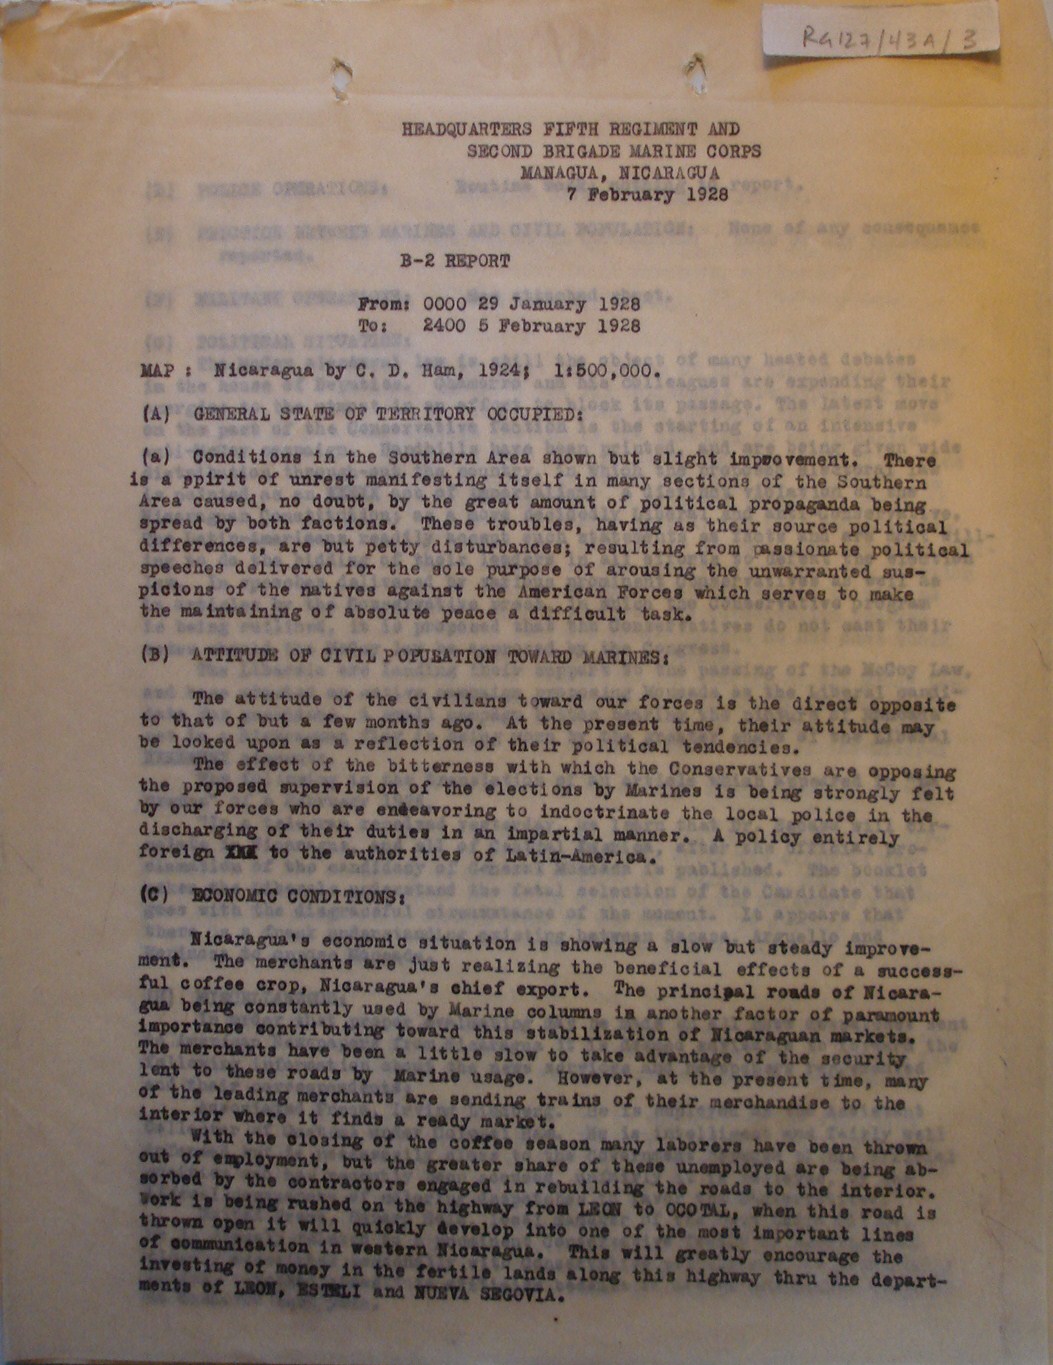 RG127/43A/3
HEADQUARTERS FIFTH REGIMENT AND
SECOND BRIGADE MARINE CORPS
MANAGUA, NICARAGUA
7 February 1928
B-2 REPORT
From: 0000 29 January 1928
To: 2400 5 February 1928
MAP : Nicaragua by C. D. Ham, 1924; 1:500,000.
(A) GENERAL STATE OF TERRITORY OCCUPIED:
(a) Conditions in the Southern Area shown but slight improvement. There
is a spirit of unrest manifesting itself in many sections of the Southern
Area caused, no doubt, by the great amount of political propaganda being
spread by both factions. These troubles, having as their source political
differences, are but petty disturbances; resulting from passionate political
speeches delivered for the sole purpose of arousing the unwarranted sus-
picions of the natives against the American Forces which serves to make
the maintaining of absolute peace a difficult task.
(B) ATTITUDE OF CIVIL POPULATION TOWARD MARINES:
The attitude of the civilians toward our forces is the direct opposite
to that of but a few months ago. At the present time, their attitude may
be looked upon as a reflection of their political tendencies.
The effect of the bitterness with which the Conservatives are opposing
the proposed supervision of the elections by Marines is being strongly felt
by our forces who are endeavoring to indoctrinate the local police in the
discharging of their duties in an impartial manner. A policy entirely
foreign XXX to the authorities of Latin-America.
(C) ECONOMIC CONDITIONS:
Nicaragua's economic situation is showing a slow but steady improve-
ment. The merchants are just realizing the beneficial effects of a success-
ful coffee crop, Nicaragua's chief export. The principal roads of Nicara-
gua being constantly used by Marine columns is another factor of paramount
importance contributing toward this stabilization of Nicaraguan markets.
The merchants have been a little slow to take advantage of the security
lent to these roads by Marine usage. However, at the present time, many
of the leading merchants are sending trains of their merchandise to the
interior where it finds a ready market.
With the closing of the coffee season many laborers have been thrown
out of employment, but the greater share of these unemployed are being ab-
sorbed by the contractors engaged in rebuilding the roads to the interior.
Work is being rushed on the highway from LEON to OCOTAL, when this road is
thrown open it will quickly develop into one of the most important lines
of communication in western Nicaragua. This will greatly encourage the
investing of money in the fertile lands along this highway thru the depart-
ments of LEON, ESTELI and NUEVA SEGOVIA.